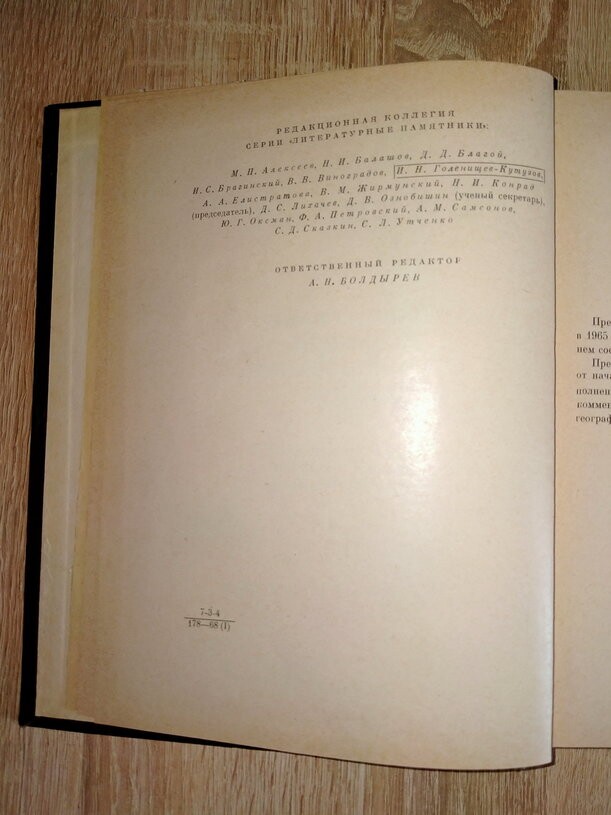 РЕДАКЦИОННАЯ КОЛЛЕГИЯ
СЕРИИ «ЛИТЕРАТУРНЫЕ ПАМЯТНИКИ»:
М. П. Алексеев, Н. И. Балашов, Д. Д. Благой,
И. С. Брагинский, В. В. Виноградов, И. Н. Голенищев-Кутузов,
А. А. Елистратова, В. М. Жирмунский, Н. И. Конрад
(председатель), Д. С. Лихачев, Д. В. Ознобишин (ученый секретарь),
Ю. Г. Оксман, Ф. А. Петровский, А. М. Самсонов,
С. Д. Сказкин, С. Л. Утченко
ОТВЕТСТВЕННЫЙ РЕДАКТОР
А. Н. БОЛДЫРЕВ
7-3-4
178—68 (I)
Пре
в 1965
нем сос
Пре
от нача
полнен
коммен
географ